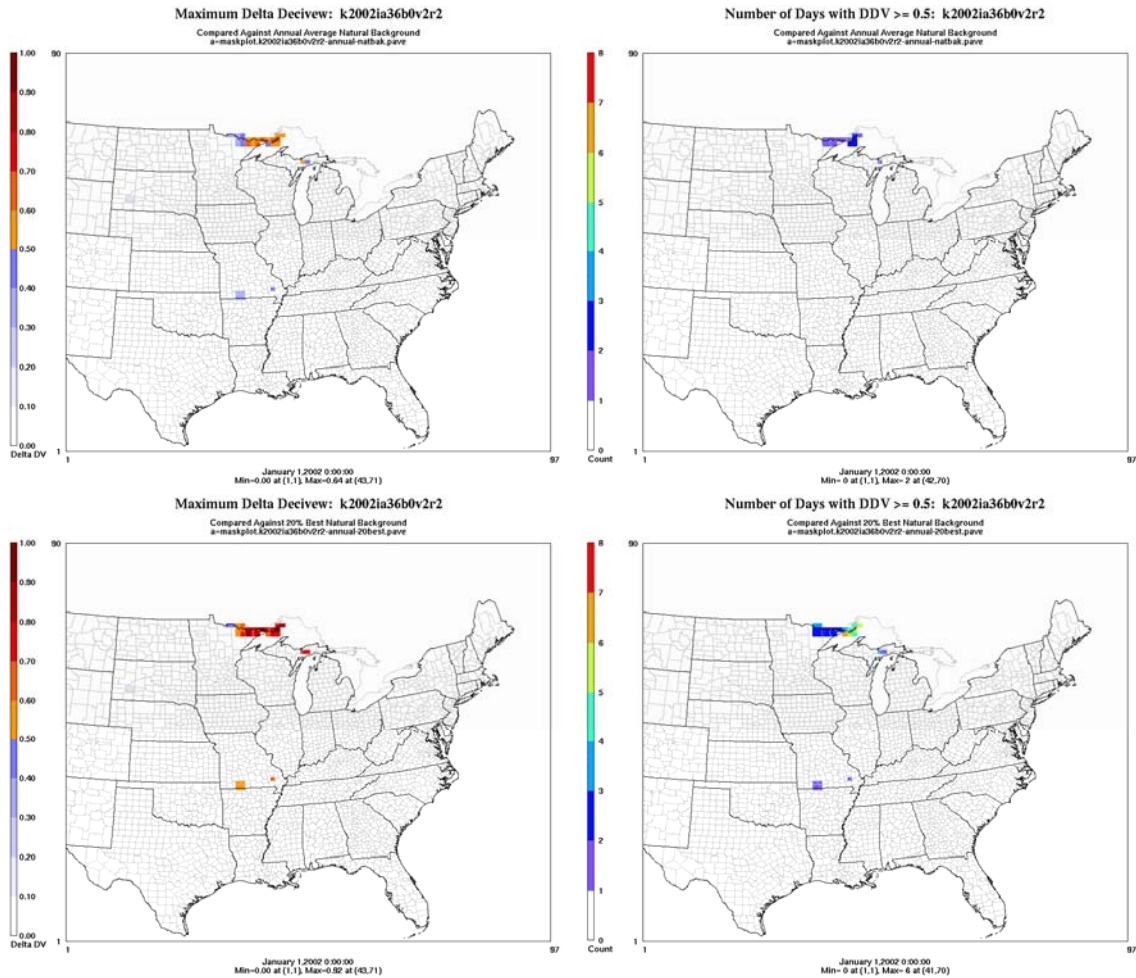 Maximum Delta Decivew: k2002ia36b0v2r2
Compared Against Annual Average Natural Background
a=maskplot.k2002ia36b0v2r2-annual-natbak.pave
1.00
0.90
0.80
0.70
0.60
0.50
0.40
0.30
0.20
0.10
0.00
Delta DV
90
1
1
97
January 1,2002 0:00:00
Min=0.00 at (1,1), Max=0.64 at (43,71)
Number of Days with DDV >= 0.5: k2002ia36b0v2r2
Compared Against Annual Average Natural Background
a=maskplot.k2002ia36b0v2r2-annual-natbak.pave
8
7
6
5
4
3
2
1
0
Count
90
1
1
97
January 1,2002 0:00:00
Min= 0 at (1,1), Max= 2 at (42,70)
Maximum Delta Decivew: k2002ia36b0v2r2
Compared Against 20% Best Natural Background
a=maskplot.k2002ia36b0v2r2-annual-20best.pave
1.00
0.90
0.80
0.70
0.60
0.50
0.40
0.30
0.20
0.10
0.00
Delta DV
90
1
1
97
January 1,2002 0:00:00
Min=0.00 at (1,1), Max=0.92 at (43,71)
Number of Days with DDV >= 0.5: k2002ia36b0v2r2
Compared Against 20% Best Natural Background
a=maskplot.k2002ia36b0v2r2-annual-20best.pave
8
7
6
5
4
3
2
1
0
Count
90
1
1
97
January 1,2002 0:00:00
Min= 0 at (1,1), Max= 6 at (41,70)